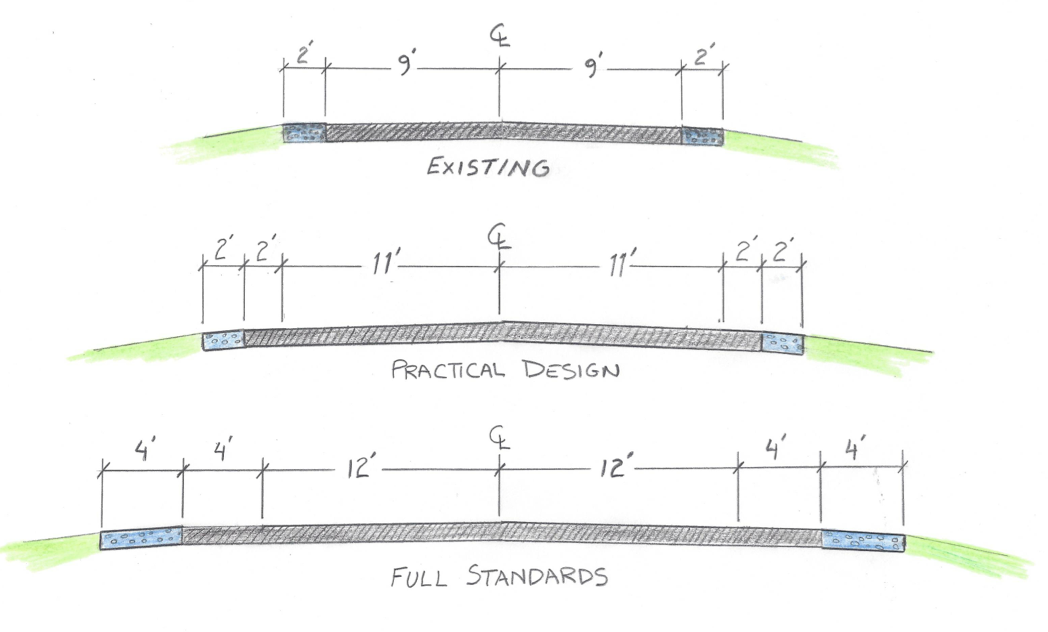 ℄
2' 9' 9' 2'
EXISTING
℄
2' 2' 11' 11' 2' 2'
PRACTICAL DESIGN
℄
4' 4' 12' 12' 4' 4'
FULL STANDARDS